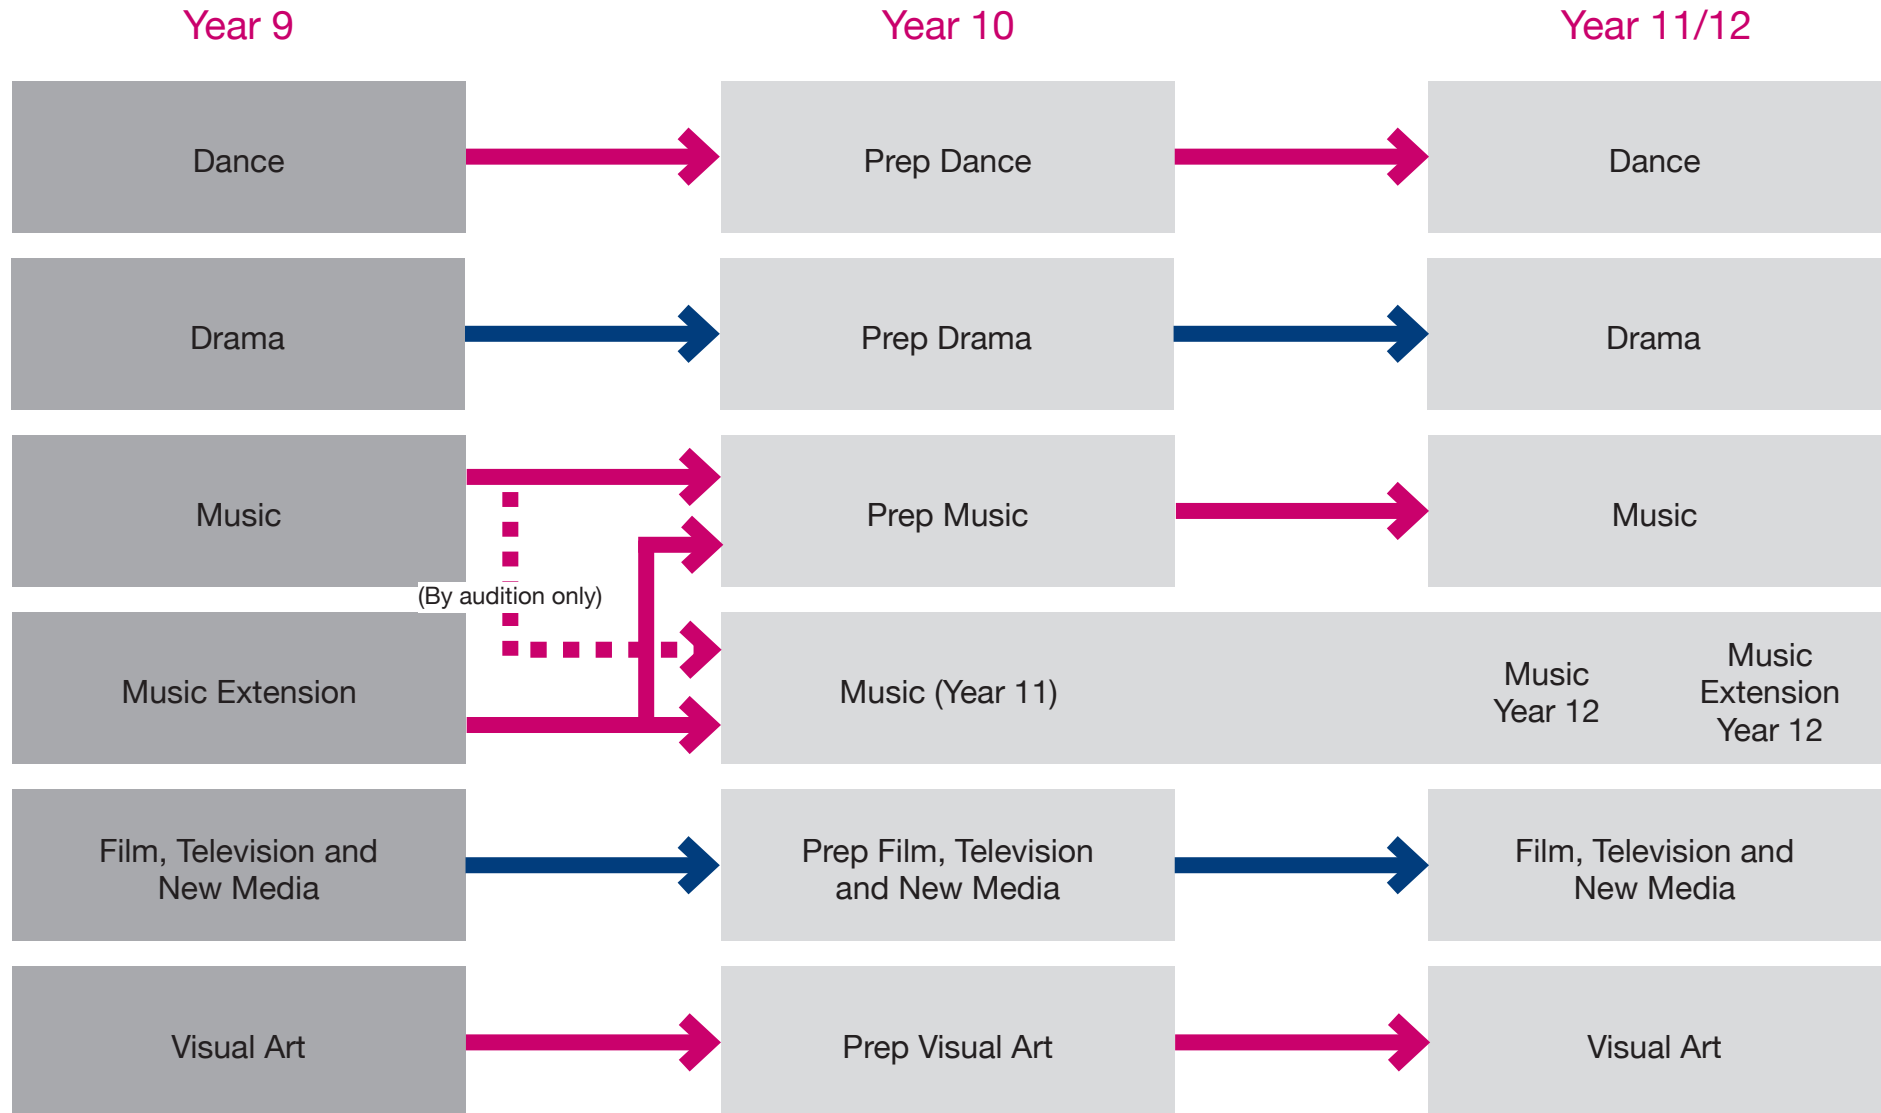 Year 9
Year 10
Year 11/12
Dance
Prep Dance
Dance
Drama
Prep Drama
Drama
Music
Prep Music
Music
(By audition only)
Music Extension
Music (Year 11)
Music
Year 12
Music
Extension
Year 12
Film, Television and
New Media
Prep Film, Television
and New Media
Film, Television and
New Media
Visual Art
Prep Visual Art
Visual Art